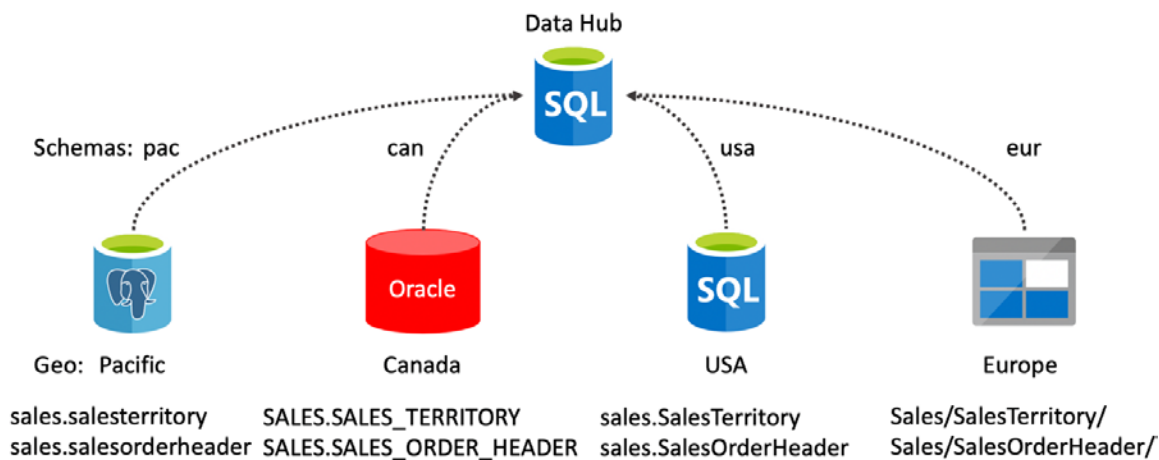 Data Hub
SQL
Schemas: pac
can
usa
eur
Oracle
SQL
Geo: Pacific
Canada
USA
Europe
sales.salesterritory
SALES.SALES_TERRITORY
sales.SalesTerritory
Sales/SalesTerritory/
sales.salesorderheader
SALES.SALES_ORDER_HEADER
sales.SalesOrderHeader
Sales/SalesOrderHeader/